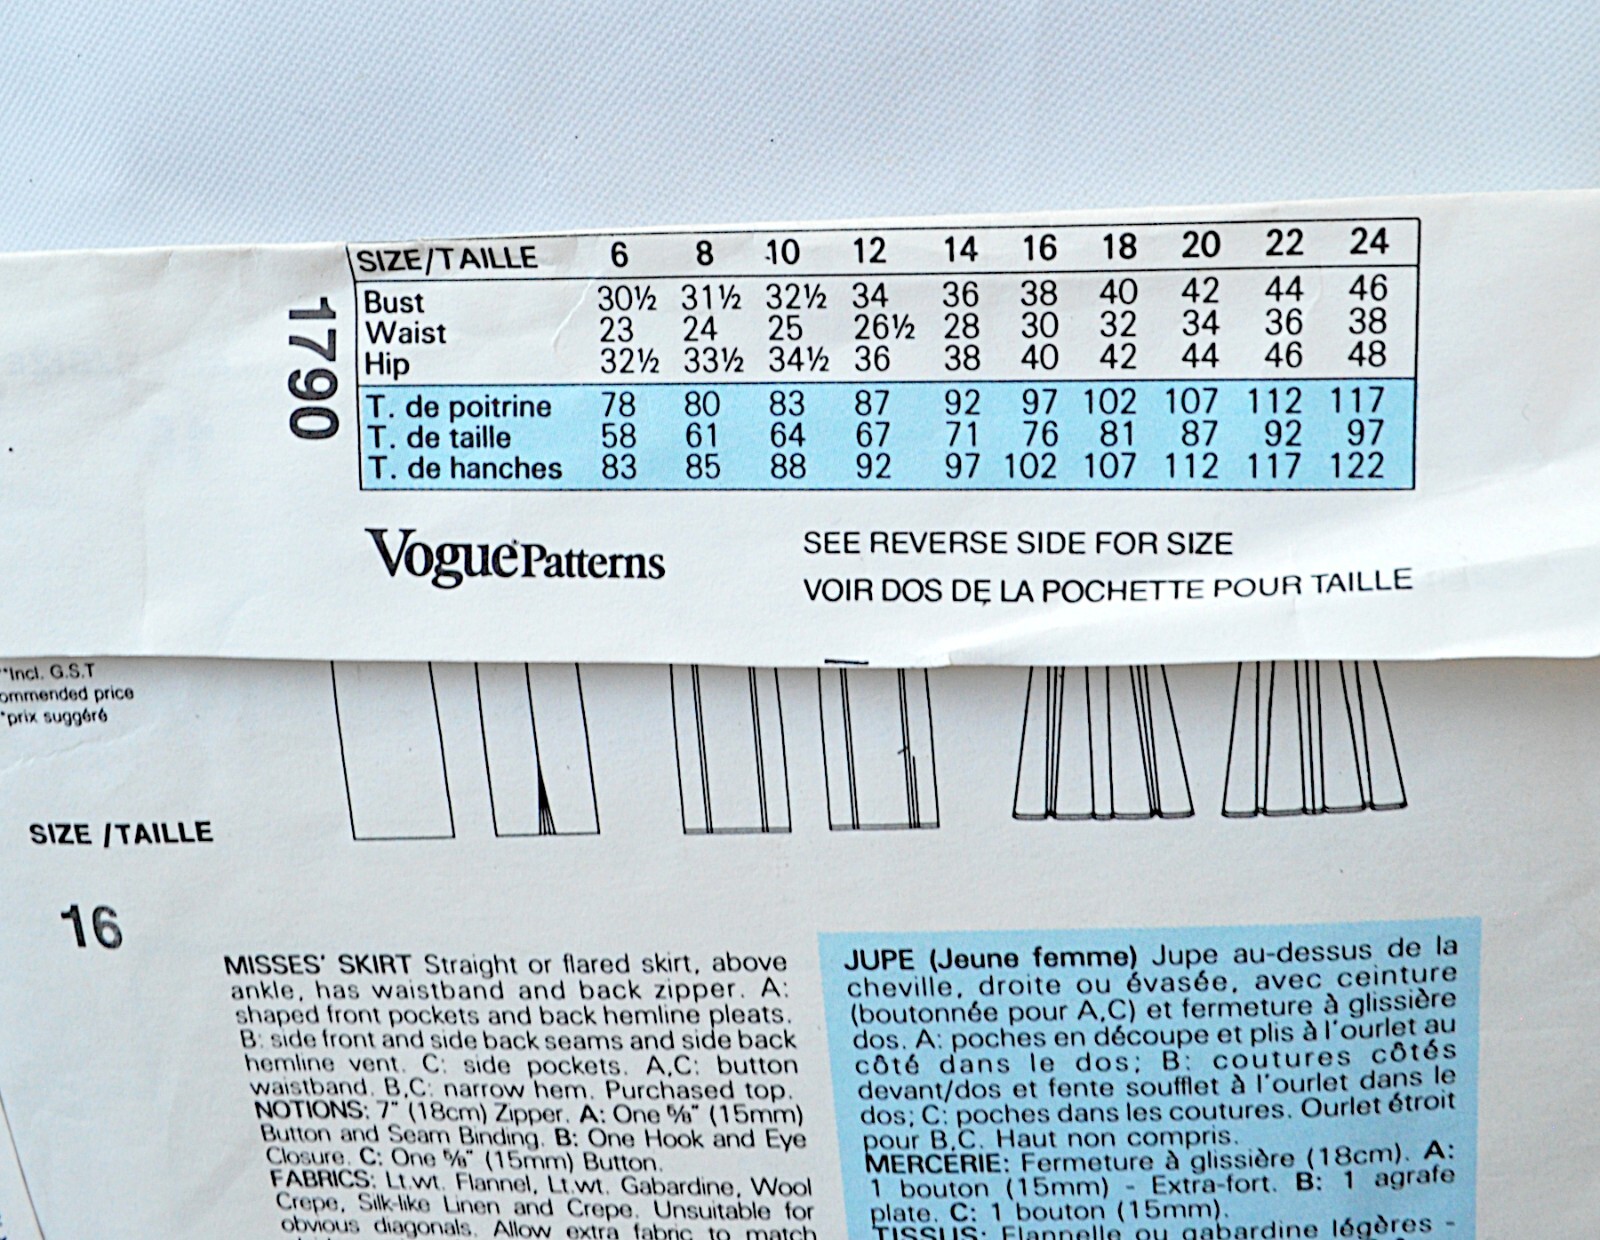 SIZE/TAILLE 6 8 10 12 14 16 18 20 22 24
Bust 30½ 31½ 32½ 34 36 38 40 42 44 46
Waist 23 24 25 26½ 28 30 32 34 36 38
Hip 32½ 33½ 34½ 36 38 40 42 44 46 48
T. de poitrine 78 80 83 87 92 97 102 107 112 117
T. de taille 58 61 64 67 71 76 81 87 92 97
T. de hanches 83 85 88 92 97 102 107 112 117 122
1790
Vogue Patterns
SEE REVERSE SIDE FOR SIZE
VOIR DOS DE LA POCHETTE POUR TAILLE
**Incl. G.S.T
ommended price
*prix suggéré
SIZE /TAILLE
16
MISSES' SKIRT Straight or flared skirt, above
ankle, has waistband and back zipper. A:
shaped front pockets and back hemline pleats.
B: side front and side back seams and side back
hemline vent. C: side pockets. A,C: button
waistband. B,C: narrow hem. Purchased top.
NOTIONS: 7" (18cm) Zipper. A: One ⅝" (15mm)
Button and Seam Binding. B: One Hook and Eye
Closure. C: One ⅝" (15mm) Button.
FABRICS: Lt.wt. Flannel, Lt.wt. Gabardine, Wool
Crepe, Silk-like Linen and Crepe. Unsuitable for
obvious diagonals. Allow extra fabric to match
JUPE (Jeune femme) Jupe au-dessus de la
cheville, droite ou évasée, avec ceinture
(boutonnée pour A,C) et fermeture à glissière
dos. A: poches en découpe et plis à l'ourlet au
côté dans le dos; B: coutures côtés
devant/dos et fente soufflet à l'ourlet dans le
dos; C: poches dans les coutures. Ourlet étroit
pour B,C. Haut non compris.
MERCERIE: Fermeture à glissière (18cm). A:
1 bouton (15mm) - Extra-fort. B: 1 agrafe
plate. C: 1 bouton (15mm).
TISSUS: Flannelle ou gabardine légères -